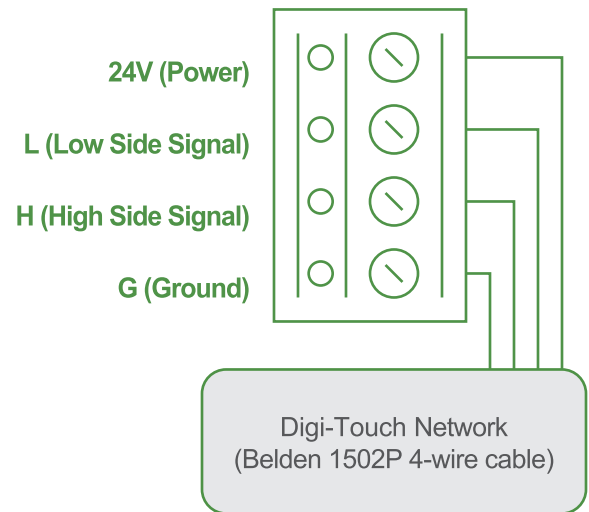 24V (Power)
L (Low Side Signal)
H (High Side Signal)
G (Ground)
Digi-Touch Network
(Belden 1502P 4-wire cable)